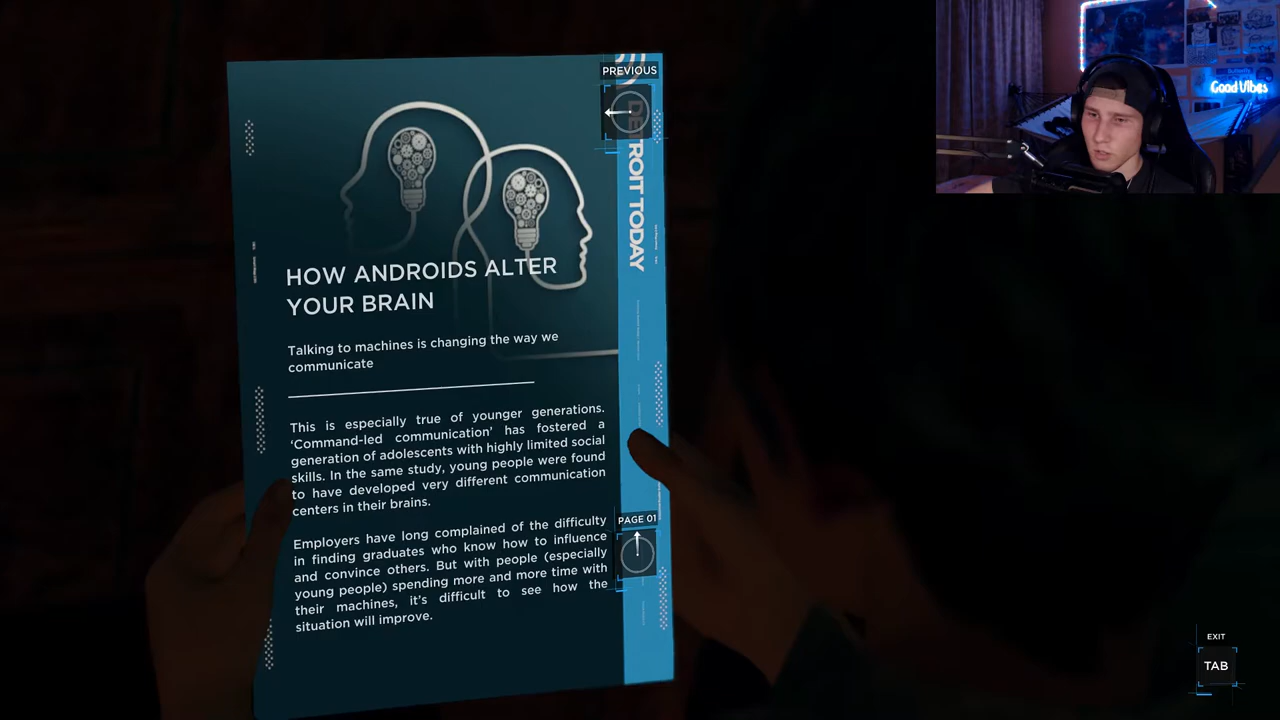 PREVIOUS
DETROIT TODAY
HOW ANDROIDS ALTER
YOUR BRAIN
Talking to machines is changing the way we
communicate
This is especially true of younger generations.
‘Command-led communication’ has fostered a
generation of adolescents with highly limited social
skills. In the same study, young people were found
to have developed very different communication
centers in their brains.
Employers have long complained of the difficulty
in finding graduates who know how to influence
and convince others. But with people (especially
young people) spending more and more time with
their machines, it’s difficult to see how the
situation will improve.
PAGE 01
EXIT
TAB
Good Vibes